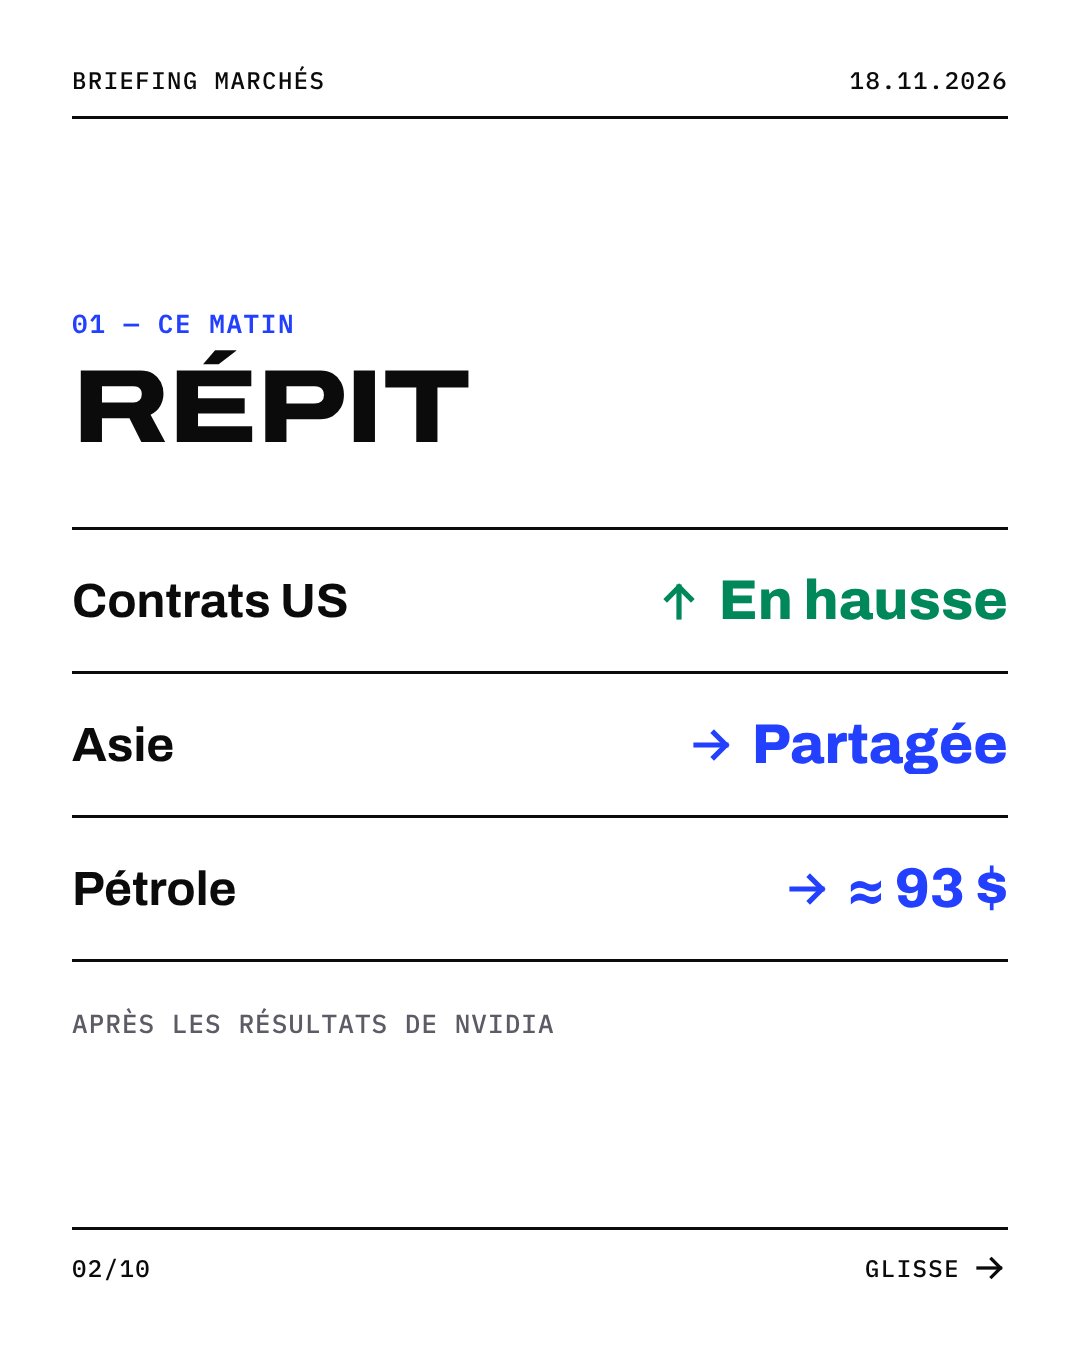 BRIEFING MARCHÉS 18.11.2026
01 — CE MATIN
RÉPIT
Contrats US ↑ En hausse
Asie → Partagée
Pétrole → ≈ 93 $
APRÈS LES RÉSULTATS DE NVIDIA
02/10 GLISSE →